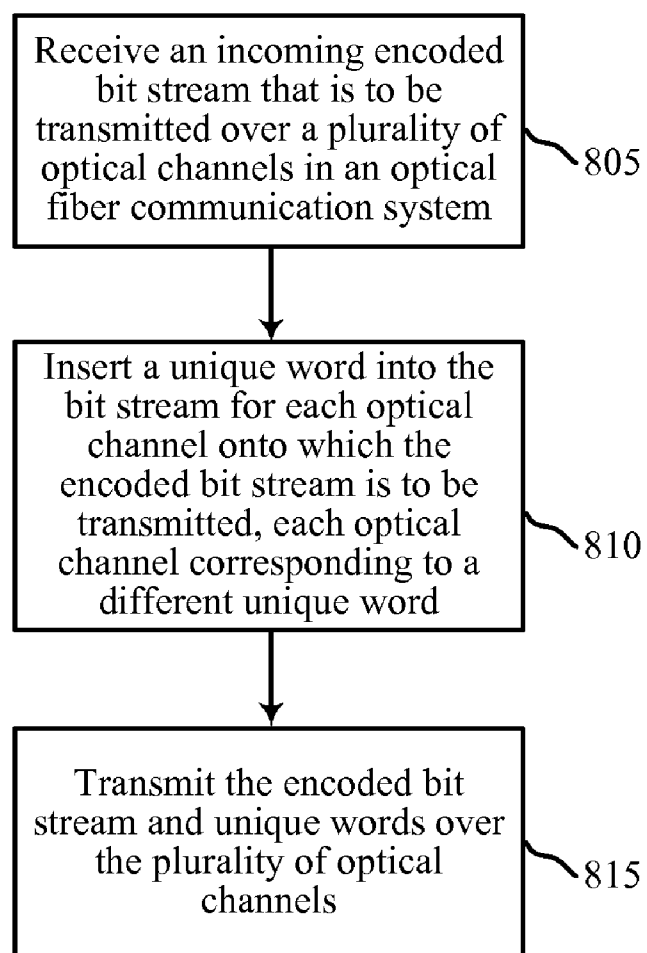 Receive an incoming encoded
bit stream that is to be
transmitted over a plurality of
optical channels in an optical
fiber communication system
805
Insert a unique word into the
bit stream for each optical
channel onto which the
encoded bit stream is to be
transmitted, each optical
channel corresponding to a
different unique word
810
Transmit the encoded bit
stream and unique words over
the plurality of optical
channels
815